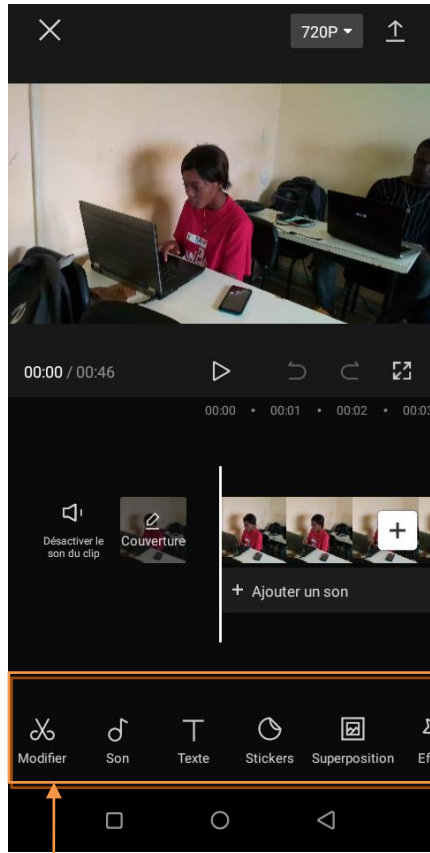 720P
00:00 / 00:46
00:00 • 00:01 • 00:02 • 00:03
Désactiver le
son du clip
Couverture
+ Ajouter un son
Modifier Son Texte Stickers Superposition Ef